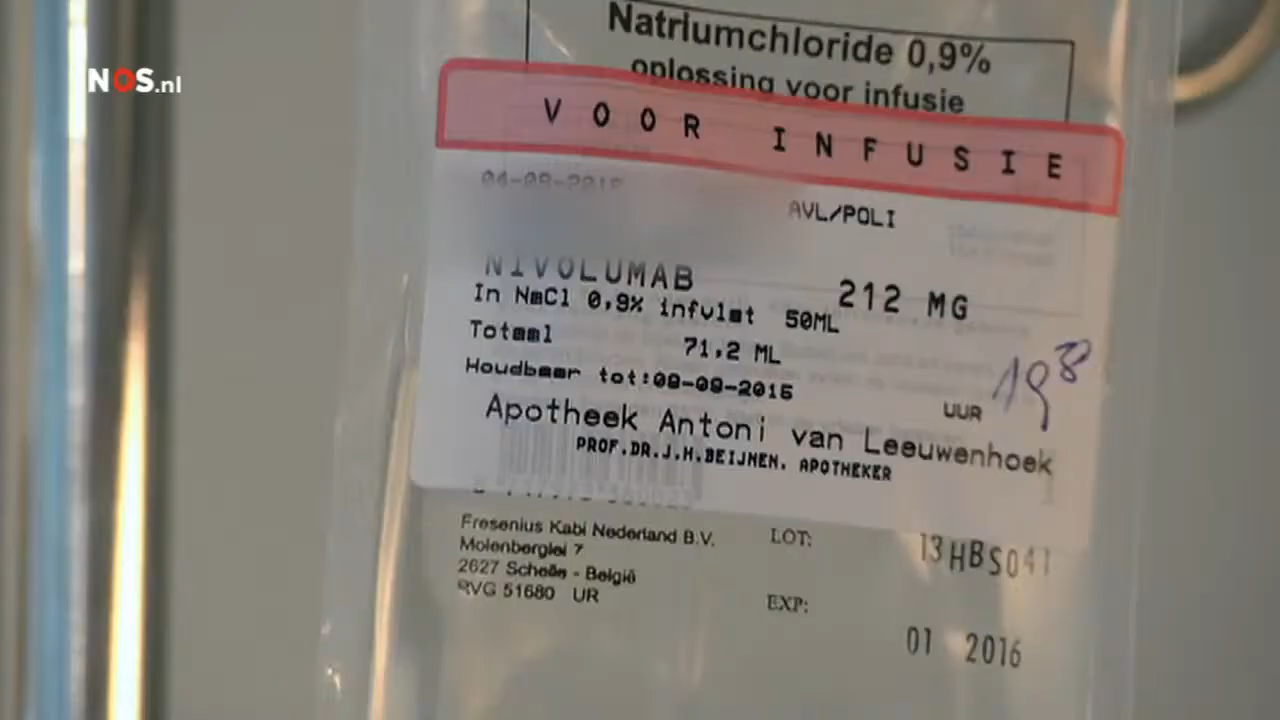 NOS.nl
Natriumchloride 0,9%
oplossing voor infusie
VOOR INFUSIE
AVL/POLI
NIVOLUMAB 212 MG
In NaCl 0,9% infvlst 50ML
Totaal 71,2 ML
Houdbaar tot:08-09-2015
UUR 19
Apotheek Antoni van Leeuwenhoek
PROF.DR.J.H.BEIJNEN, APOTHEKER
Fresenius Kabi Nederland B.V.
Molenberglei 7
2627 Schelle - België
RVG 51680 UR
LOT: 13HBS041
EXP: 01 2016